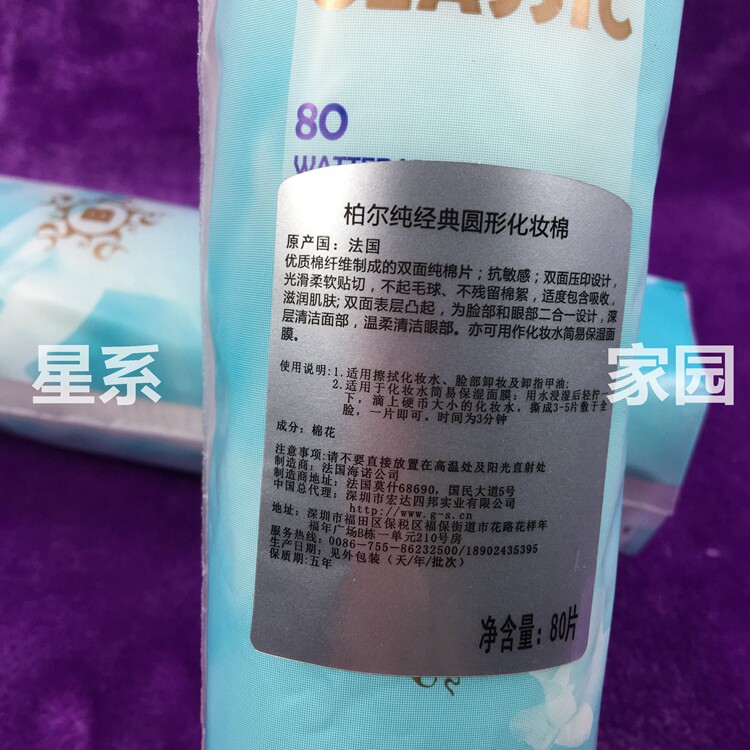 CLASSIC
80
柏尔纯经典圆形化妆棉
原产国：法国
优质棉纤维制成的双面纯棉片；抗敏感；双面压印设计，
光滑柔软贴切，不起毛球、不残留棉絮，适度包含吸收，
滋润肌肤；双面表层凸起，为脸部和眼部二合一设计，深
层清洁面部，温柔清洁眼部。亦可用作化妆水简易保湿面
膜。
使用说明：1.适用擦拭化妆水、脸部卸妆及卸指甲油；
2.适用于化妆水简易保湿面膜：用水浸湿后轻拧一
下，滴上硬币大小的化妆水，撕成3-5片敷于全
脸，一片即可。时间为3分钟
成分：棉花
注意事项：请不要直接放置在高温处及阳光直射处
制造商：法国海诺公司
制造商地址：法国莫什68690，国民大道5号
中国总代理：深圳市宏达四邦实业有限公司
http://www.g-s.cn
地址：深圳市福田区保税区福保街道市花路花样年
福年广场B栋一单元210号房
服务热线：0086-755-86232500/18902435395
生产日期：见外包装（天/年/批次）
保质期：五年
净含量：80片
B
星系
家园